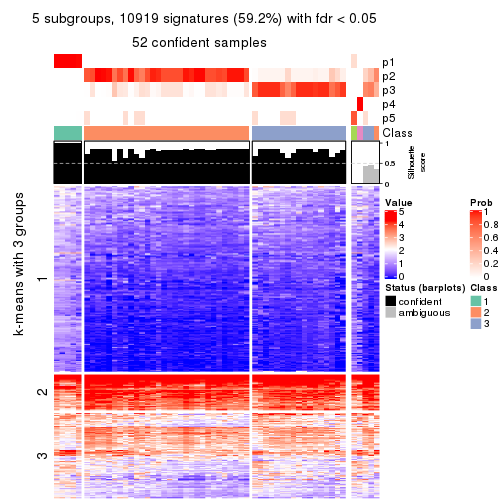 5 subgroups, 10919 signatures (59.2%) with fdr < 0.05
52 confident samples
p1
p2
p3
p4
p5
Class
1
0.5
0
Silhouette
score
k-means with 3 groups
1
2
3
Value
5
4
3
2
1
0
Prob
1
0.8
0.6
0.4
0.2
0
Status (barplots)
confident
ambiguous
Class
1
2
3